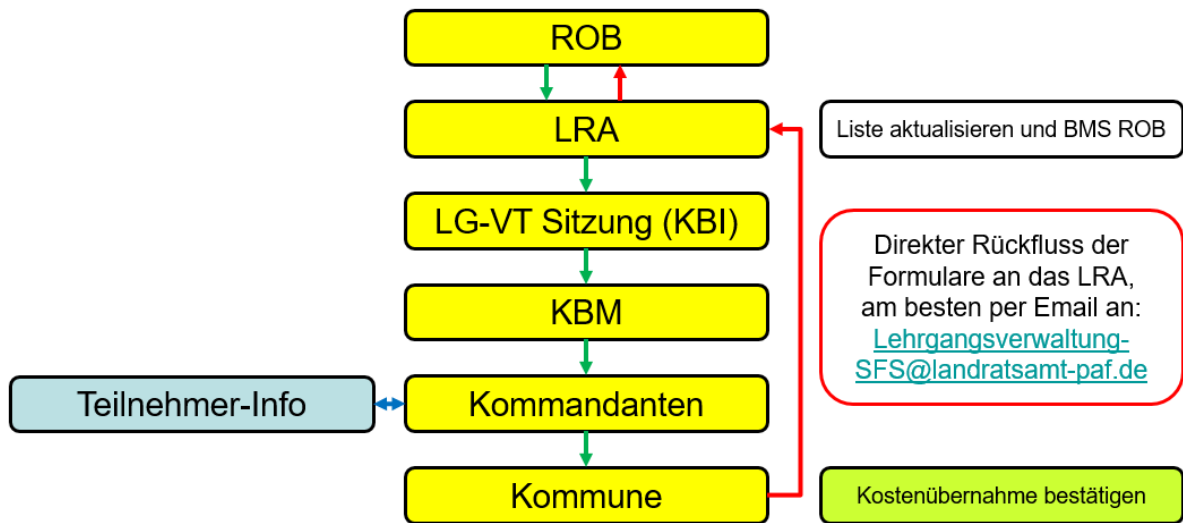 ROB
LRA
Liste aktualisieren und BMS ROB
LG-VT Sitzung (KBI)
Direkter Rückfluss der
Formulare an das LRA,
am besten per Email an:
Lehrgangsverwaltung-
SFS@landratsamt-paf.de
KBM
Teilnehmer-Info
Kommandanten
Kommune
Kostenübernahme bestätigen